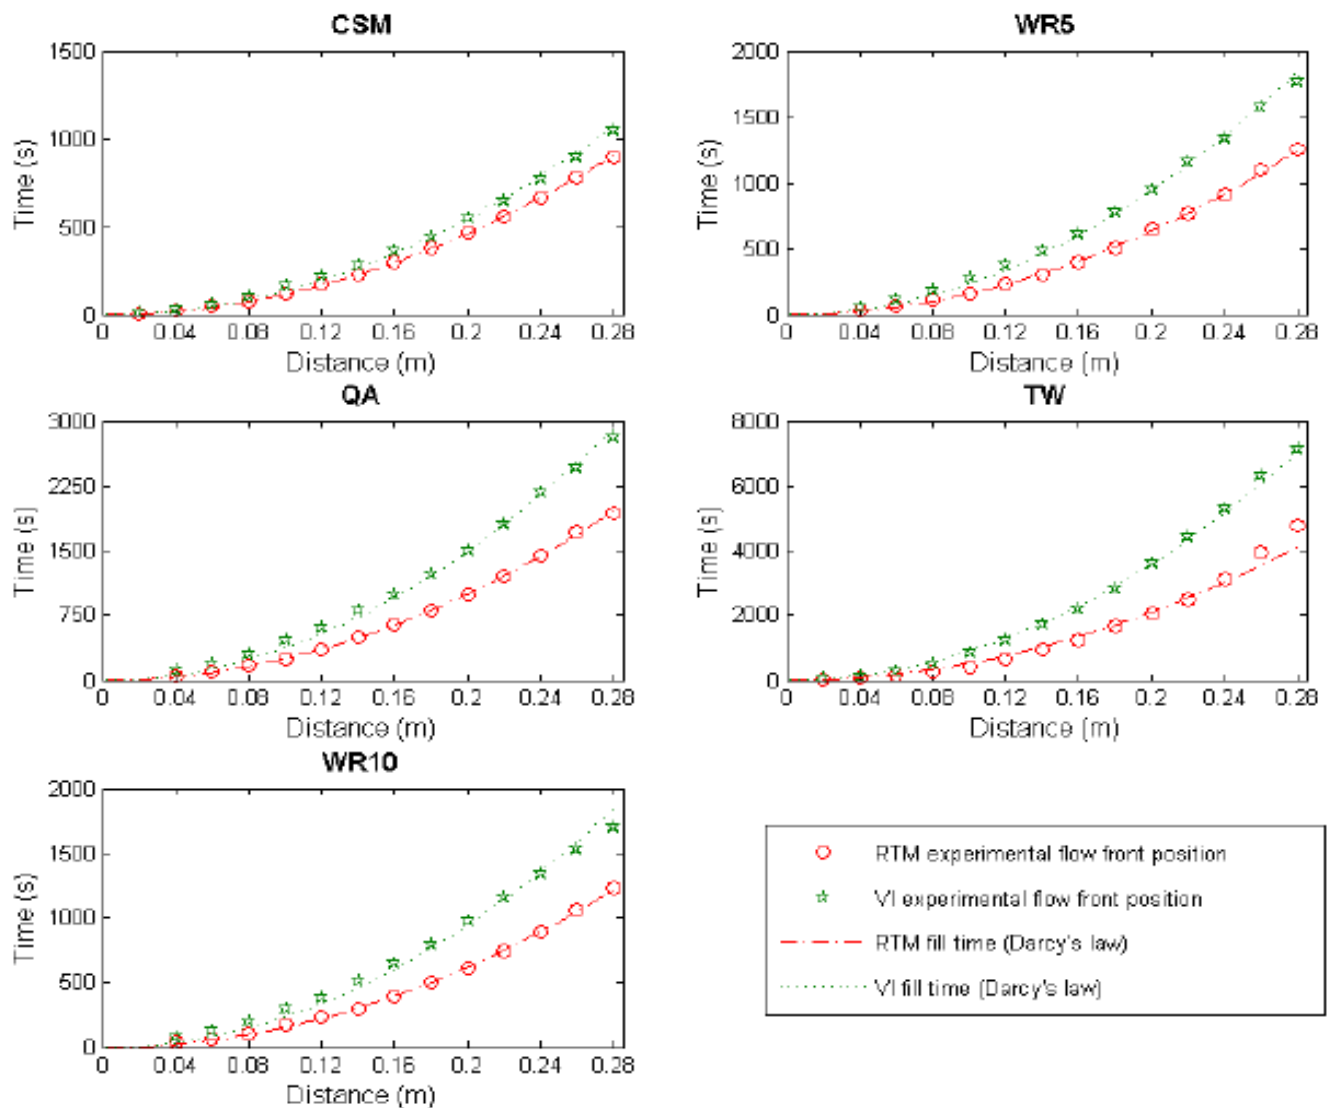 CSM
1500
1000
500
0
Time (s)
0 0.04 0.08 0.12 0.16 0.2 0.24 0.28
Distance (m)
WR5
2000
1500
1000
500
0
Time (s)
0 0.04 0.08 0.12 0.16 0.2 0.24 0.28
Distance (m)
QA
3000
2250
1500
750
0
Time (s)
0 0.04 0.08 0.12 0.16 0.2 0.24 0.28
Distance (m)
TW
8000
6000
4000
2000
0
Time (s)
0 0.04 0.08 0.12 0.16 0.2 0.24 0.28
Distance (m)
WR10
2000
1500
1000
500
0
Time (s)
0 0.04 0.08 0.12 0.16 0.2 0.24 0.28
Distance (m)
RTM experimental flow front position
VI experimental flow front position
RTM fill time (Darcy's law)
VI fill time (Darcy's law)